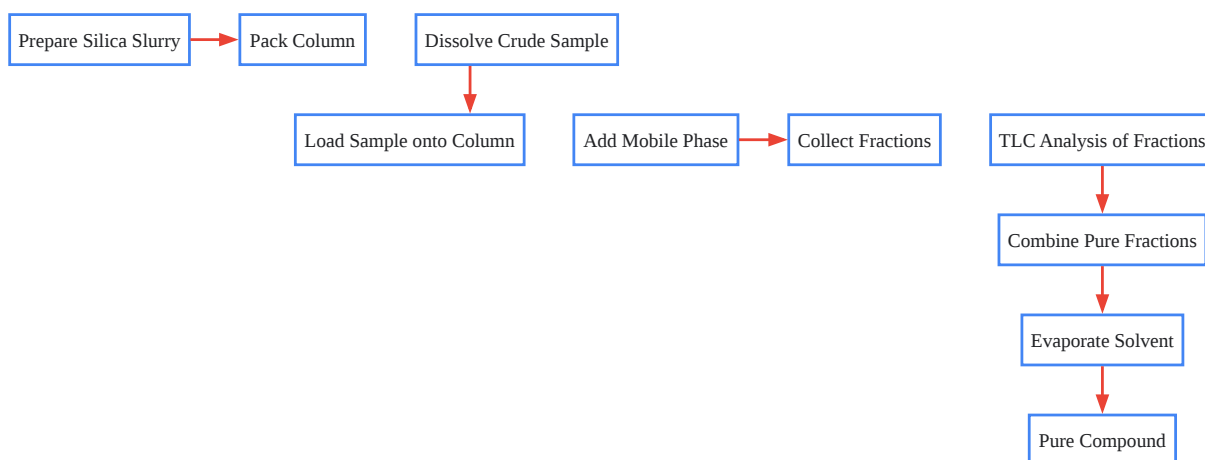 Prepare Silica Slurry
Pack Column
Dissolve Crude Sample
Load Sample onto Column
Add Mobile Phase
Collect Fractions
TLC Analysis of Fractions
Combine Pure Fractions
Evaporate Solvent
Pure Compound